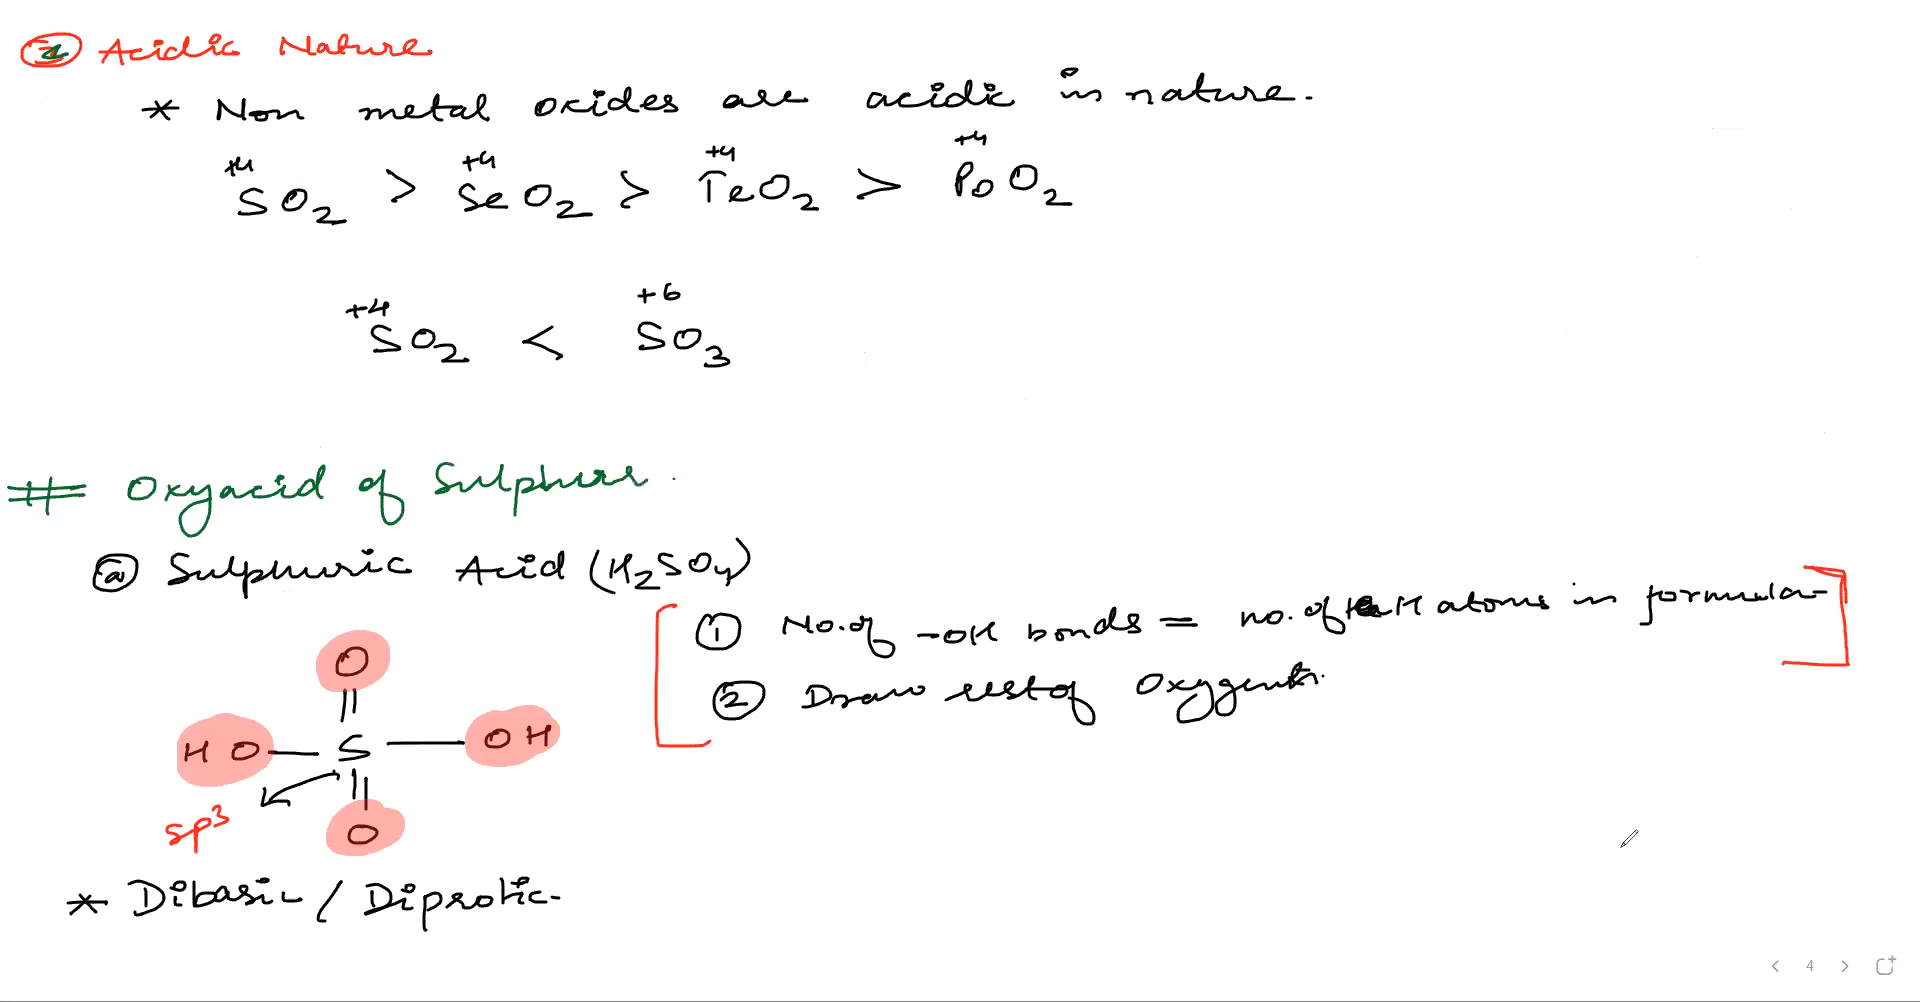 ② Acidic Nature
* Non metal oxides are acidic in nature.
+4 +4 +4 +4
SO2 > SeO2 > TeO2 > PoO2
+4 +6
SO2 < SO3
# Oxyacid of Sulphur.
ⓐ Sulphuric Acid (H2SO4)
① No. of -OH bonds = no. of H atoms in formula
② Draw rest of Oxygen
O
HO S OH
O
sp3
* Dibasic / Diprotic.
4